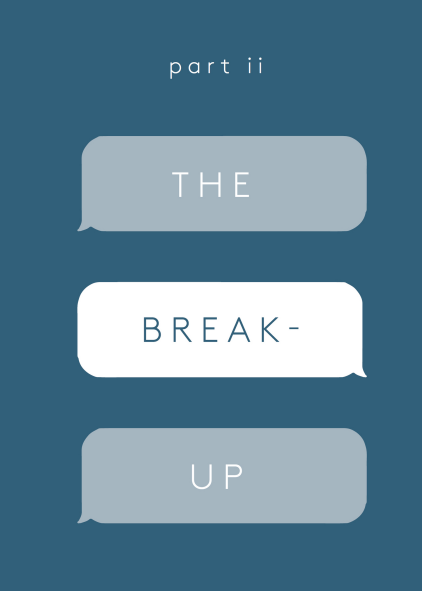 part ii
THE
BREAK-
UP